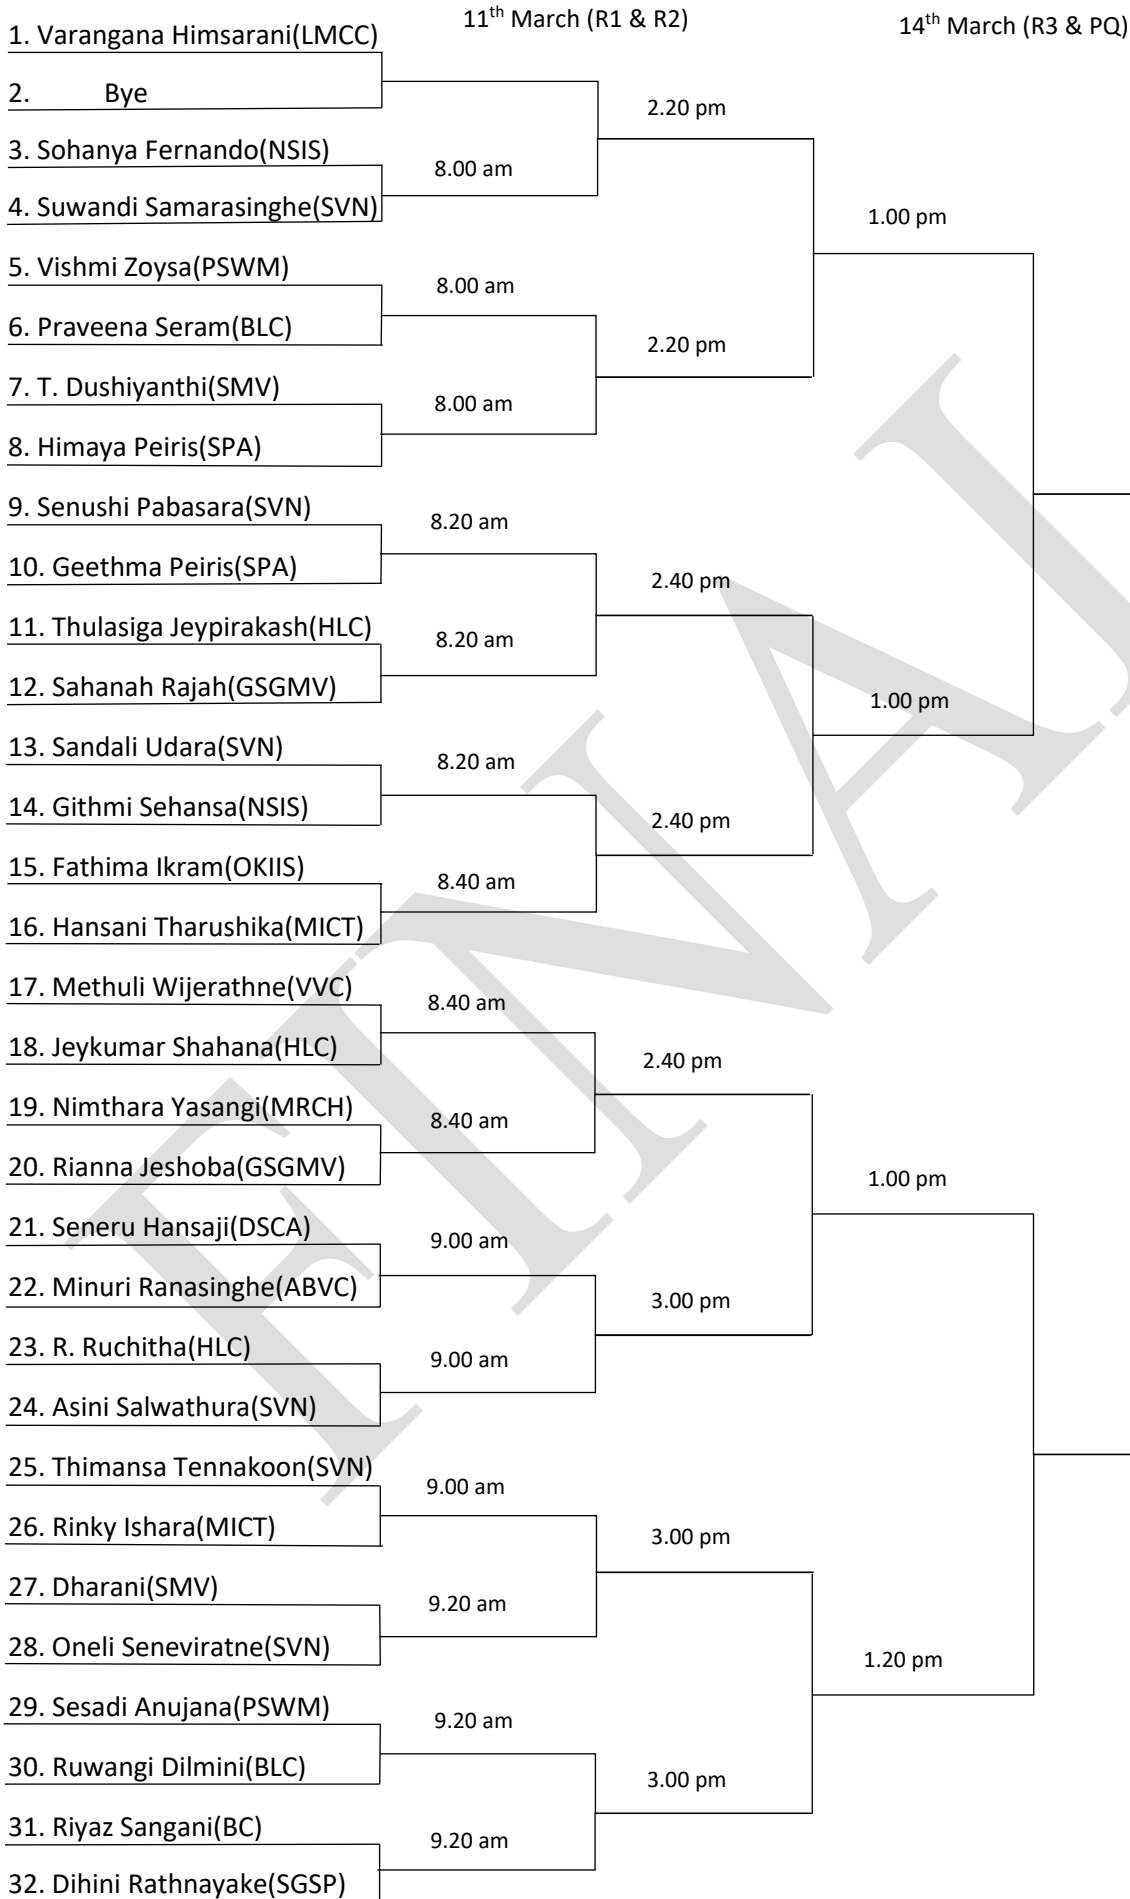 11th March (R1 & R2)
14th March (R3 & PQ)
1. Varangana Himsarani(LMCC)
2. Bye
2.20 pm
3. Sohanya Fernando(NSIS)
8.00 am
4. Suwandi Samarasinghe(SVN)
1.00 pm
5. Vishmi Zoysa(PSWM)
8.00 am
6. Praveena Seram(BLC)
2.20 pm
7. T. Dushiyanthi(SMV)
8.00 am
8. Himaya Peiris(SPA)
9. Senushi Pabasara(SVN)
8.20 am
10. Geethma Peiris(SPA)
2.40 pm
11. Thulasiga Jeypirakash(HLC)
8.20 am
12. Sahanah Rajah(GSGMV)
1.00 pm
13. Sandali Udara(SVN)
8.20 am
14. Githmi Sehansa(NSIS)
2.40 pm
15. Fathima Ikram(OKIIS)
8.40 am
16. Hansani Tharushika(MICT)
17. Methuli Wijerathne(VVC)
8.40 am
18. Jeykumar Shahana(HLC)
2.40 pm
19. Nimthara Yasangi(MRCH)
8.40 am
20. Rianna Jeshoba(GSGMV)
1.00 pm
21. Seneru Hansaji(DSCA)
9.00 am
22. Minuri Ranasinghe(ABVC)
3.00 pm
23. R. Ruchitha(HLC)
9.00 am
24. Asini Salwathura(SVN)
25. Thimansa Tennakoon(SVN)
9.00 am
26. Rinky Ishara(MICT)
3.00 pm
27. Dharani(SMV)
9.20 am
28. Oneli Seneviratne(SVN)
1.20 pm
29. Sesadi Anujana(PSWM)
9.20 am
30. Ruwangi Dilmini(BLC)
3.00 pm
31. Riyaz Sangani(BC)
9.20 am
32. Dihini Rathnayake(SGSP)
FINAL